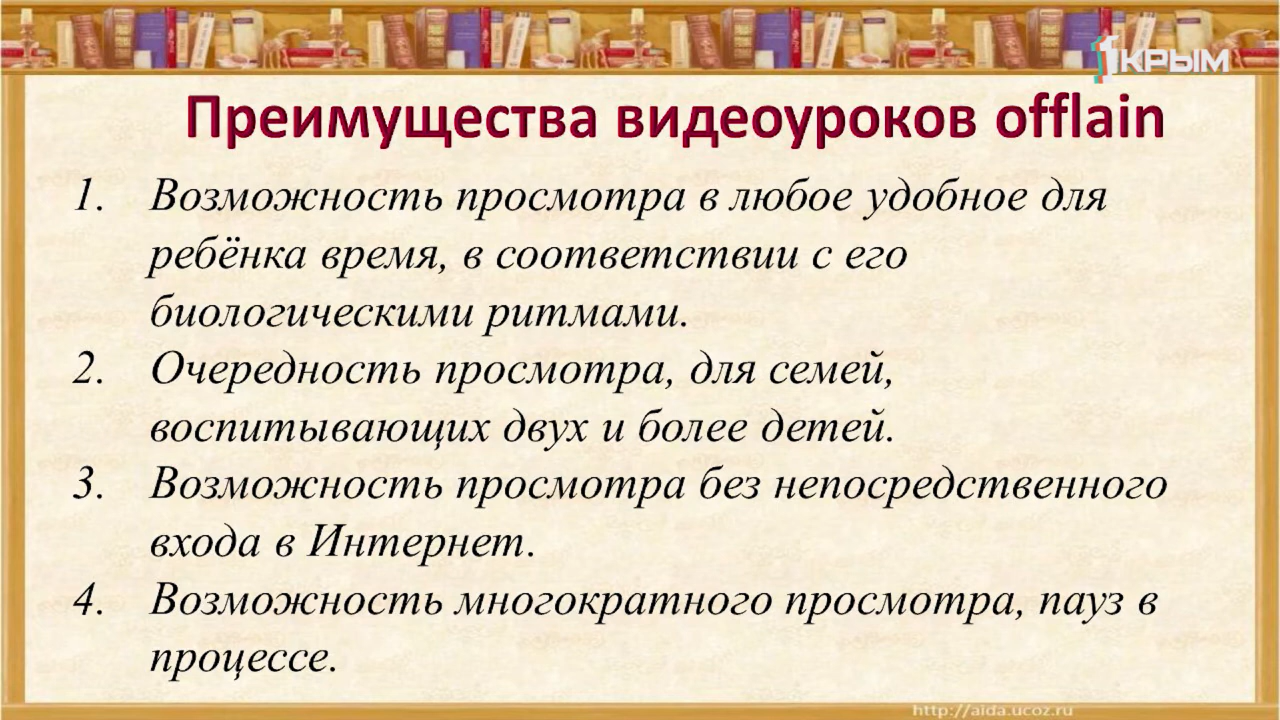 1КРЫМ
Преимущества видеоуроков offlain
1. Возможность просмотра в любое удобное для
ребёнка время, в соответствии с его
биологическими ритмами.
2. Очередность просмотра, для семей,
воспитывающих двух и более детей.
3. Возможность просмотра без непосредственного
входа в Интернет.
4. Возможность многократного просмотра, пауз в
процессе.
http://aida.ucoz.ru